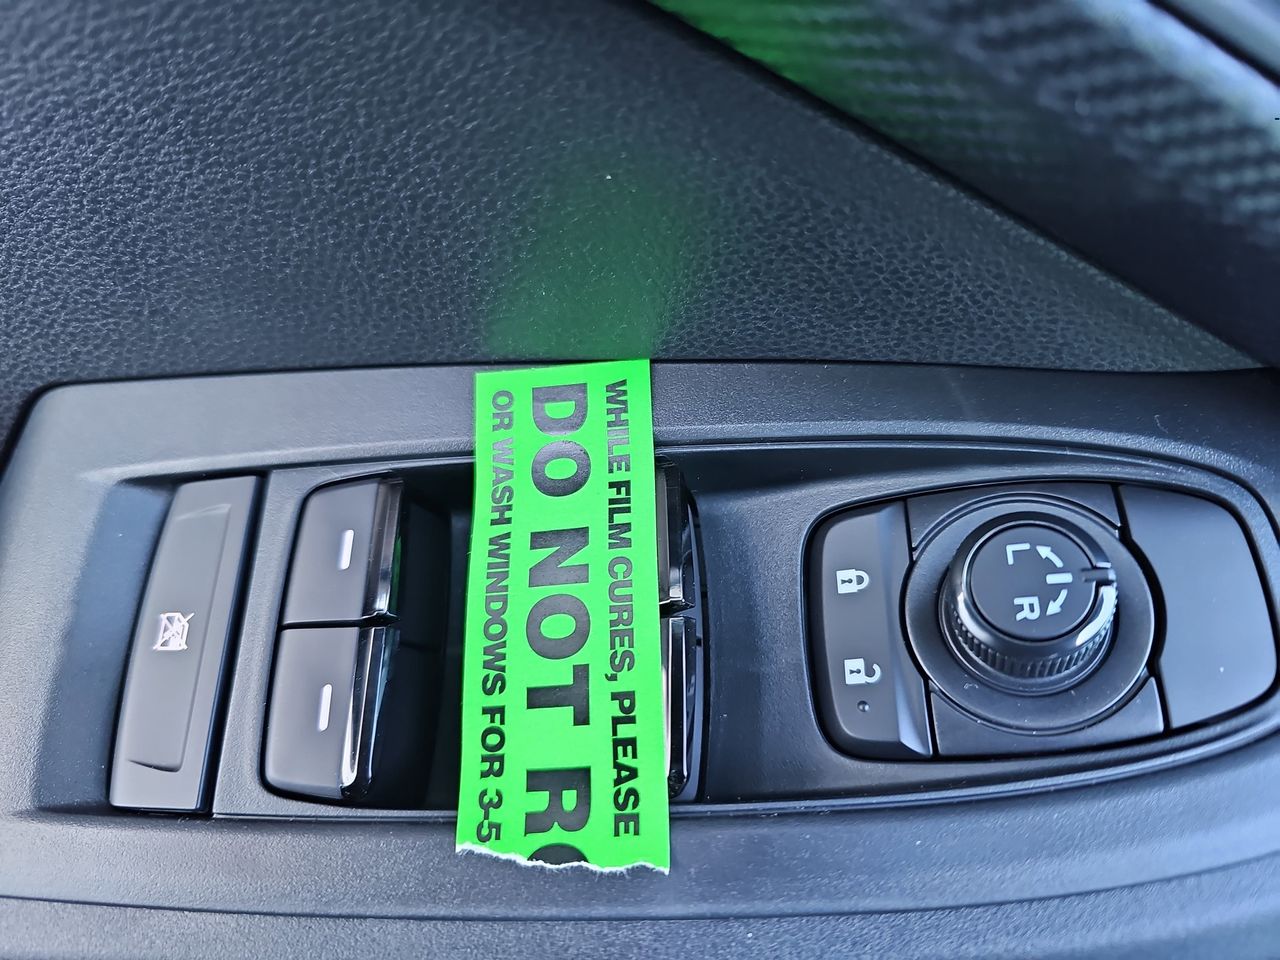 WHILE FILM CURES, PLEASE
DO NOT
OR WASH WINDOWS FOR 3-5
L
R